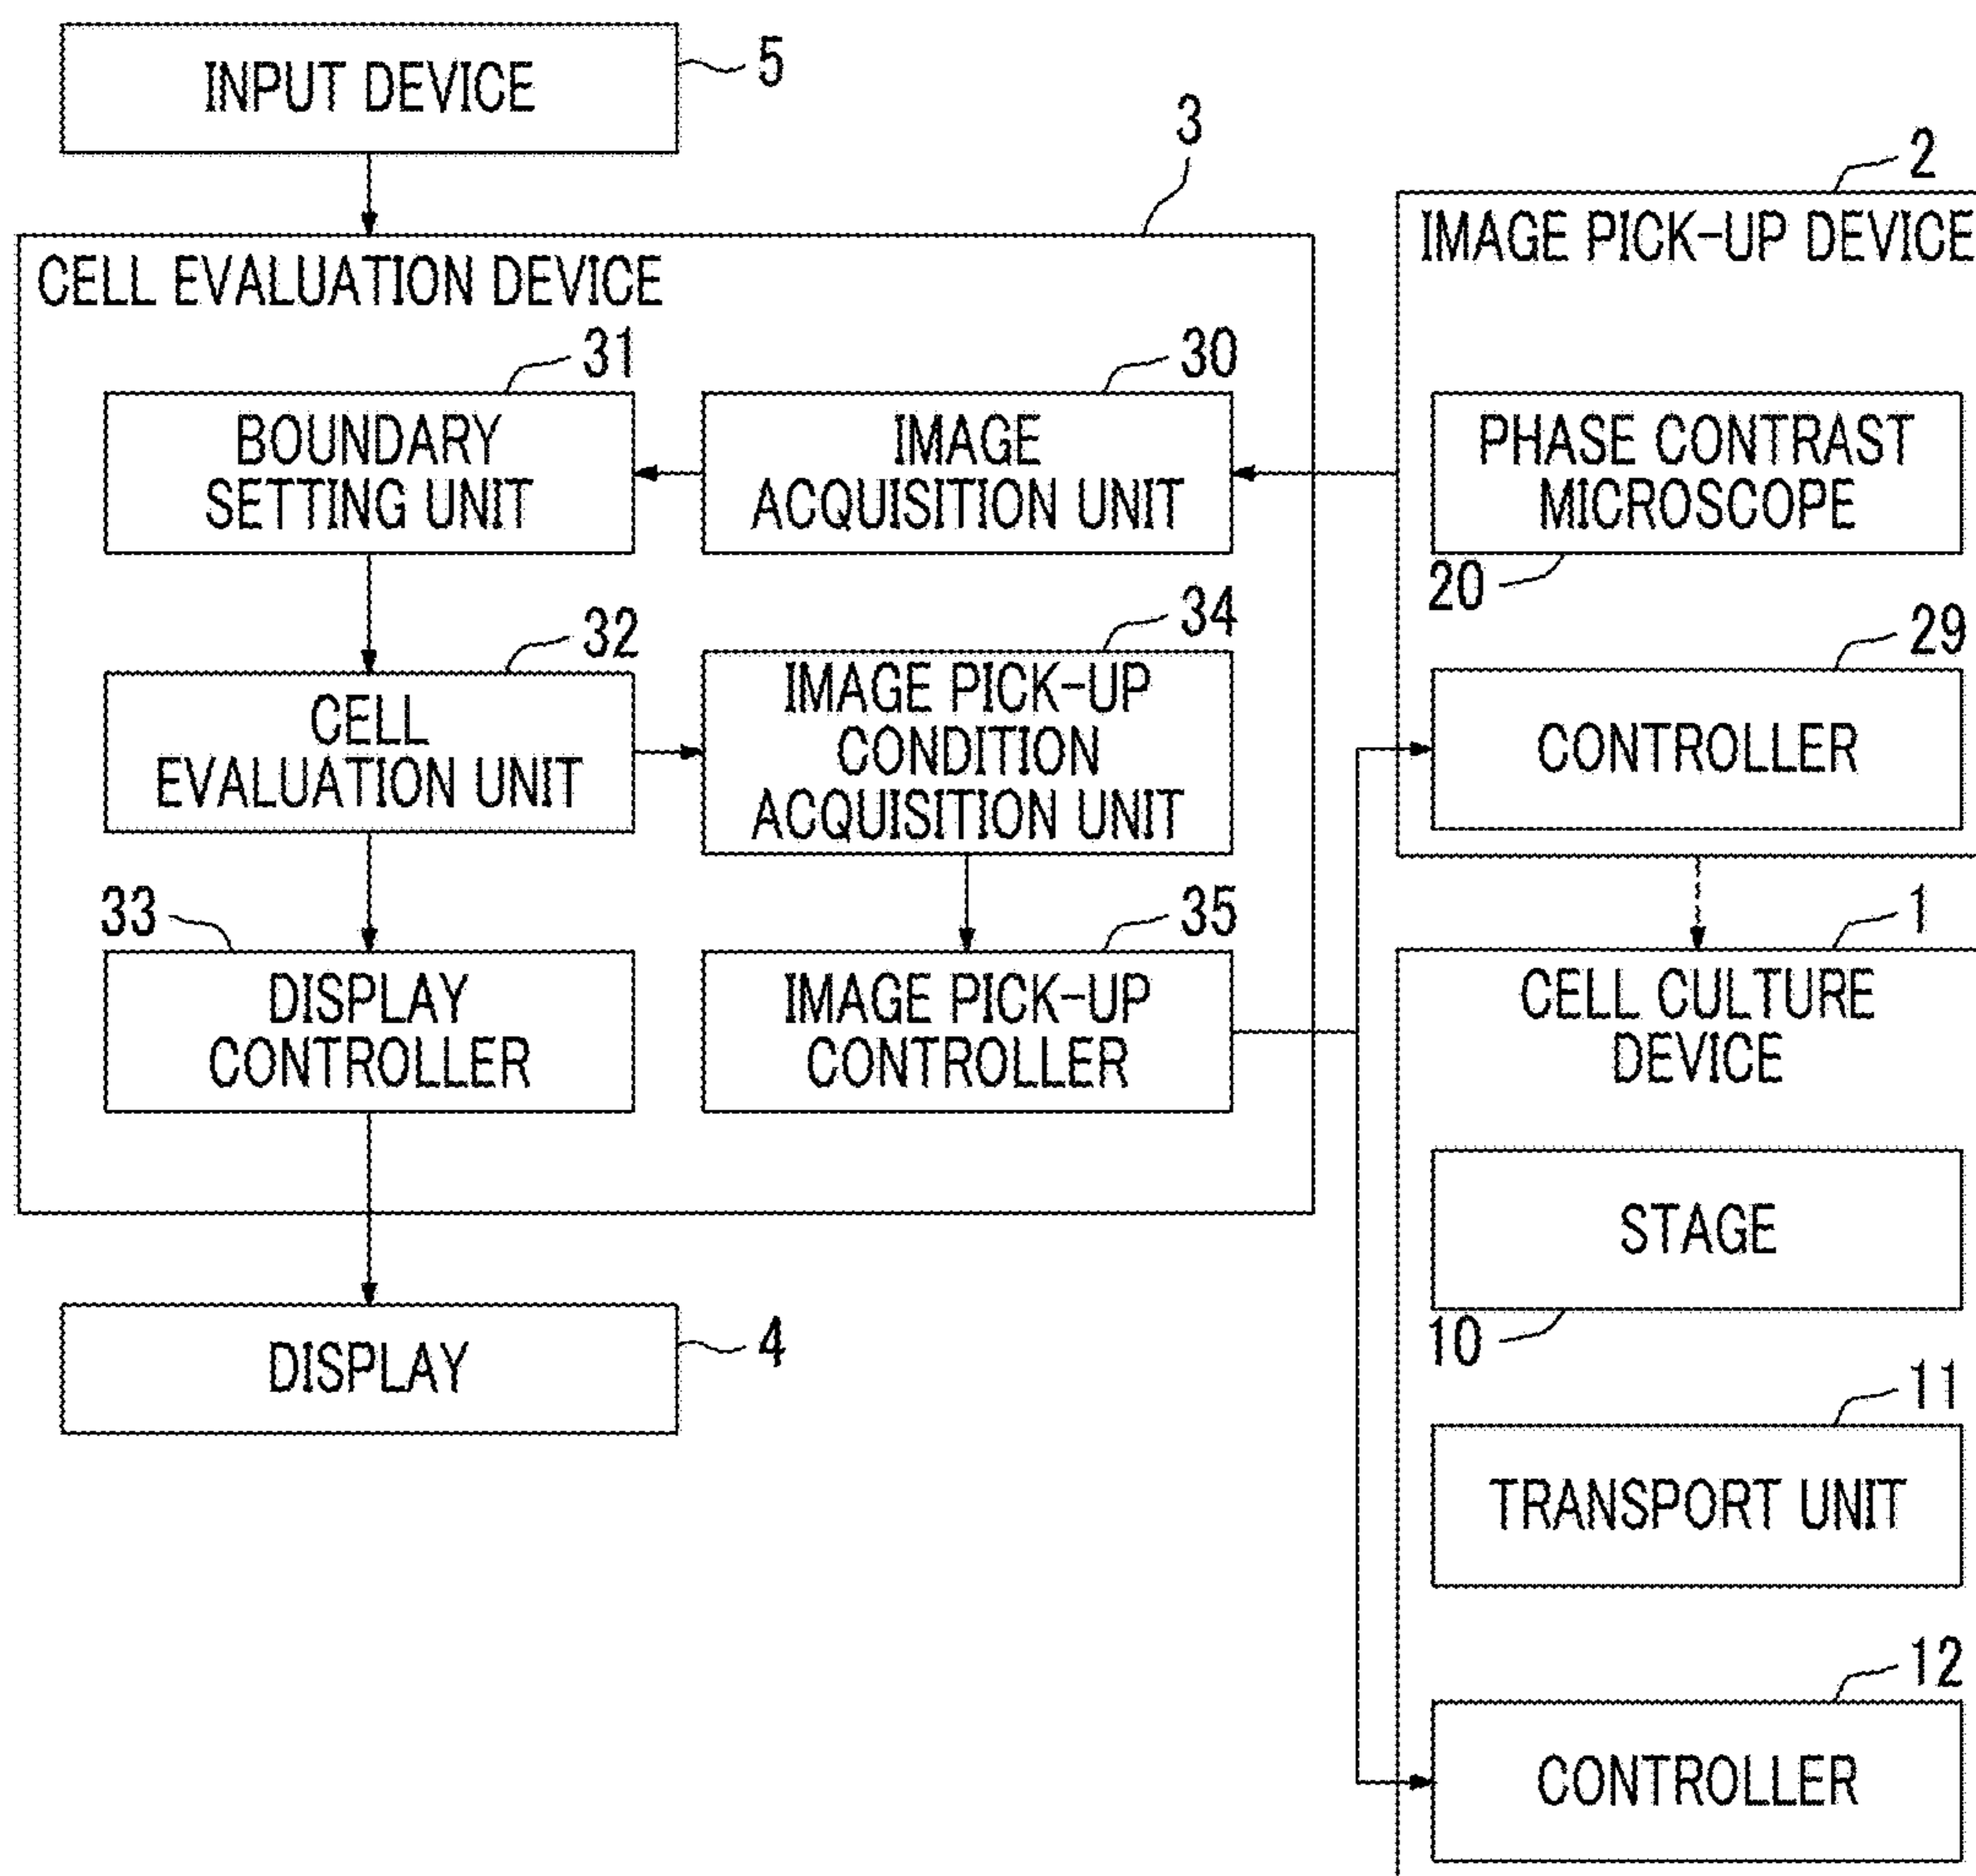 INPUT DEVICE
5
3
CELL EVALUATION DEVICE
31
BOUNDARY
SETTING UNIT
30
IMAGE
ACQUISITION UNIT
32
CELL
EVALUATION UNIT
34
IMAGE PICK-UP
CONDITION
ACQUISITION UNIT
33
DISPLAY
CONTROLLER
35
IMAGE PICK-UP
CONTROLLER
DISPLAY
4
2
IMAGE PICK-UP DEVICE
PHASE CONTRAST
MICROSCOPE
20
29
CONTROLLER
1
CELL CULTURE
DEVICE
STAGE
10
11
TRANSPORT UNIT
12
CONTROLLER